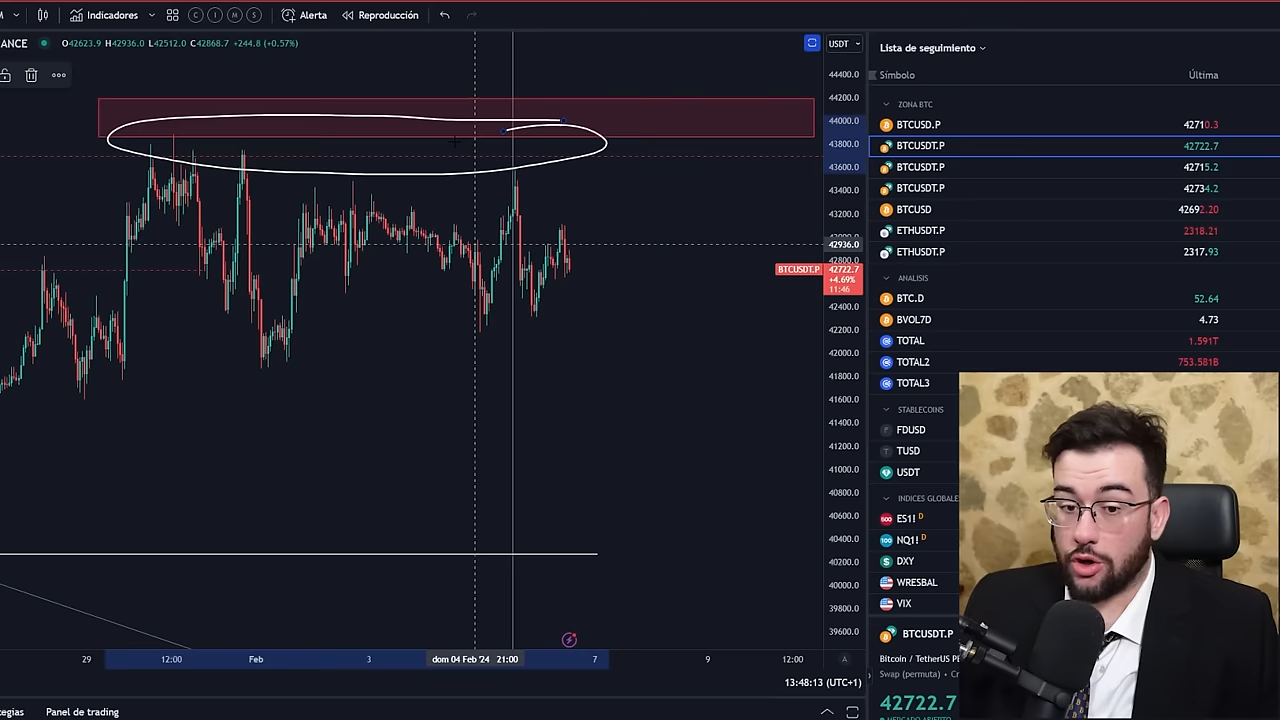 M
Indicadores
C I M S
Alerta
Reproducción
ANCE
O42623.9 H42936.0 L42512.0 C42868.7 +244.8 (+0.57%)
USDT
44400.0
44200.0
44000.0
43800.0
43600.0
43400.0
43200.0
42936.0
42800.0
BTCUSDT.P
42722.7
+4.69%
11:46
42400.0
42200.0
42000.0
41800.0
41600.0
41400.0
41200.0
41000.0
40800.0
40600.0
40400.0
40200.0
40000.0
39800.0
39600.0
29
12:00
Feb
3
dom 04 Feb '24 21:00
7
9
12:00
A
13:48:13 (UTC+1)
tegias
Panel de trading
Lista de seguimiento
Símbolo
Última
ZONA BTC
BTCUSD.P 42710.3
BTCUSDT.P 42722.7
BTCUSDT.P 42715.2
BTCUSDT.P 42734.2
BTCUSD 42692.20
ETHUSDT.P 2318.21
ETHUSDT.P 2317.93
ANALISIS
BTC.D 52.64
BVOL7D 4.73
TOTAL 1.591T
TOTAL2 753.581B
TOTAL3
STABLECOINS
FDUSD
TUSD
USDT
INDICES GLOBALE
500 ES1! D
100 NQ1! D
DXY
WRESBAL
VIX
BTCUSDT.P
Bitcoin / TetherUS PE
Swap (permuta) • Cr
42722.7
MERCADO ABIERTO